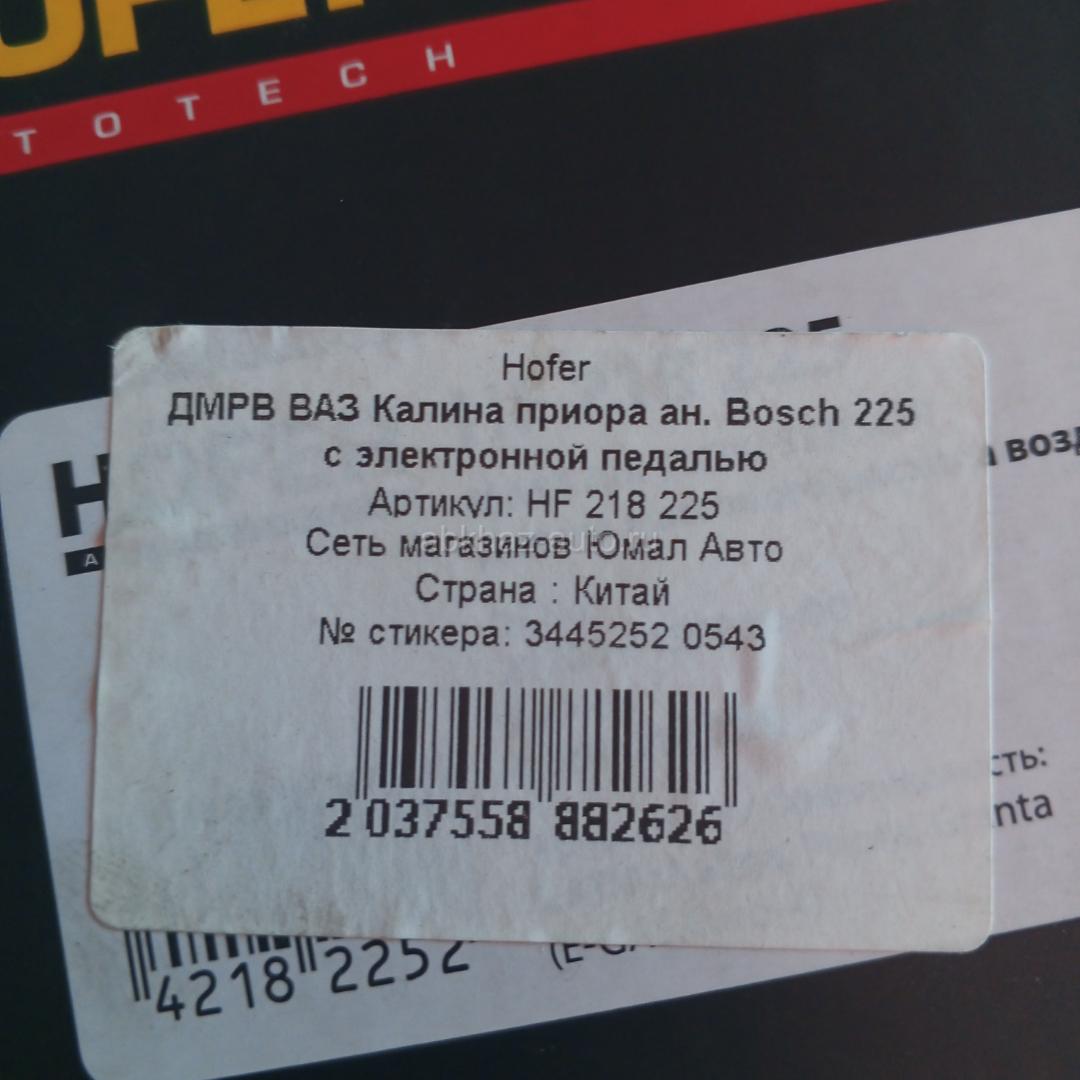 TOTECH
Hofer
ДМРВ ВАЗ Калина приора ан. Bosch 225
с электронной педалью
Артикул: HF 218 225
Сеть магазинов Юмал Авто
Страна : Китай
№ стикера: 3445252 0543
2 037558 882626
4218 2252